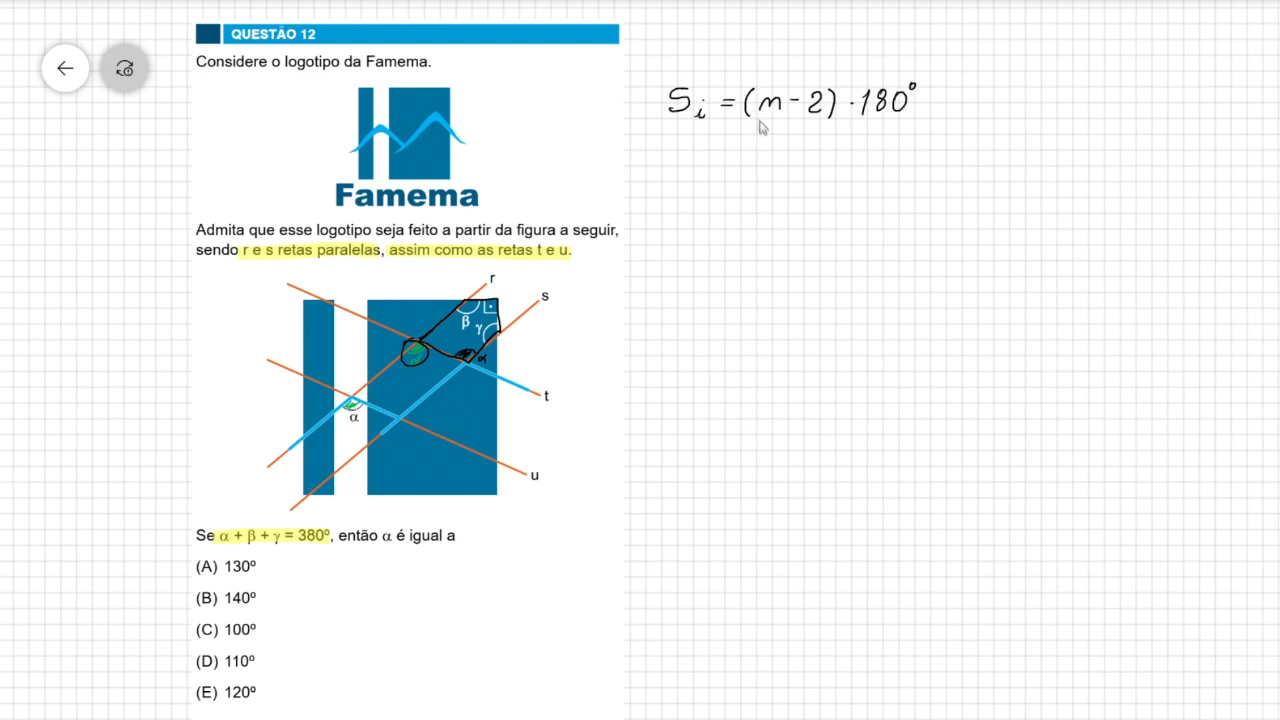 QUESTÃO 12
Considere o logotipo da Famema.
S_i = (n - 2) · 180°
Famema
Admita que esse logotipo seja feito a partir da figura a seguir,
sendo r e s retas paralelas, assim como as retas t e u.
r
s
β
γ
α
α
α
t
u
Se α + β + γ = 380º, então α é igual a
(A) 130º
(B) 140º
(C) 100º
(D) 110º
(E) 120º